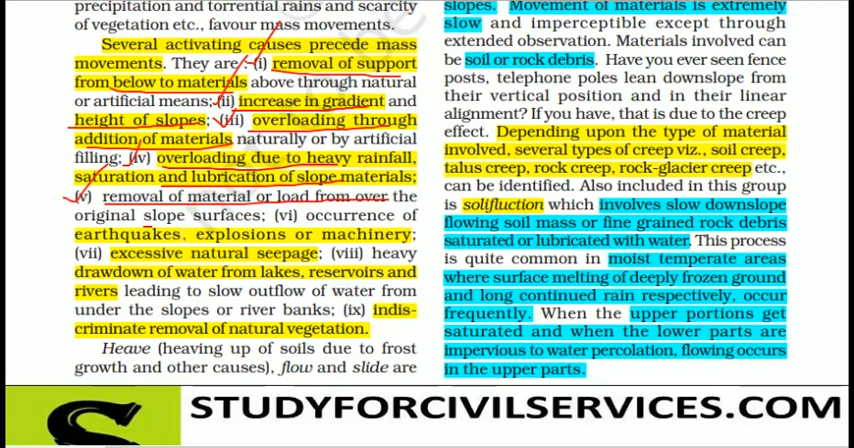 precipitation and torrential rains and scarcity
of vegetation etc., favour mass movements.
Several activating causes precede mass
movements. They are: (i) removal of support
from below to materials above through natural
or artificial means; (ii) increase in gradient and
height of slopes; (iii) overloading through
addition of materials naturally or by artificial
filling; (iv) overloading due to heavy rainfall,
saturation and lubrication of slope materials;
(v) removal of material or load from over the
original slope surfaces; (vi) occurrence of
earthquakes, explosions or machinery;
(vii) excessive natural seepage; (viii) heavy
drawdown of water from lakes, reservoirs and
rivers leading to slow outflow of water from
under the slopes or river banks; (ix) indis-
criminate removal of natural vegetation.
Heave (heaving up of soils due to frost
growth and other causes), flow and slide are
slopes. Movement of materials is extremely
slow and imperceptible except through
extended observation. Materials involved can
be soil or rock debris. Have you ever seen fence
posts, telephone poles lean downslope from
their vertical position and in their linear
alignment? If you have, that is due to the creep
effect. Depending upon the type of material
involved, several types of creep viz., soil creep,
talus creep, rock creep, rock-glacier creep etc.,
can be identified. Also included in this group
is solifluction which involves slow downslope
flowing soil mass or fine grained rock debris
saturated or lubricated with water. This process
is quite common in moist temperate areas
where surface melting of deeply frozen ground
and long continued rain respectively, occur
frequently. When the upper portions get
saturated and when the lower parts are
impervious to water percolation, flowing occurs
in the upper parts.
STUDYFORCIVILSERVICES.COM